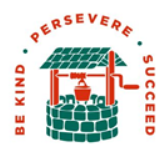 BE KIND • PERSEVERE • SUCCEED